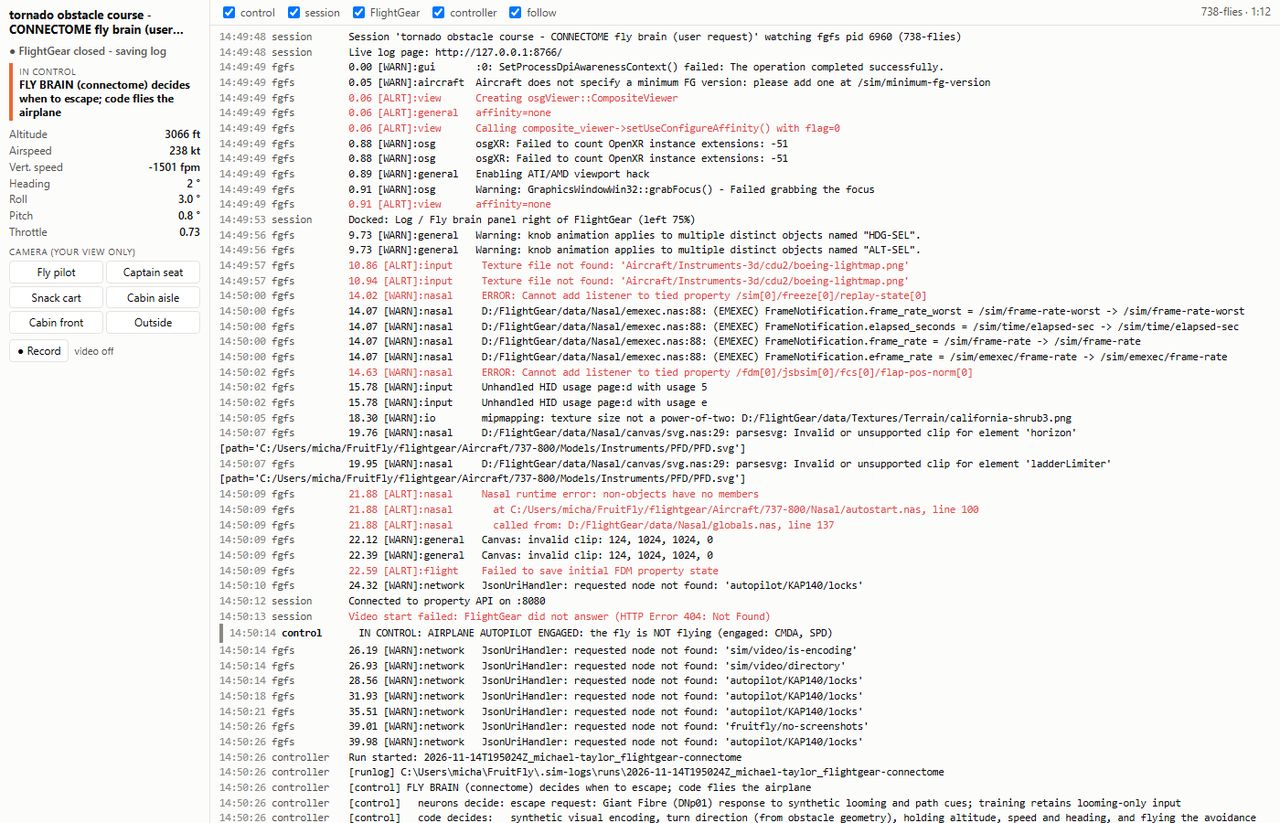 tornado obstacle course -
CONNECTOME fly brain (user...
● FlightGear closed - saving log
IN CONTROL
FLY BRAIN (connectome) decides
when to escape; code flies the
airplane
Altitude 3066 ft
Airspeed 238 kt
Vert. speed -1501 fpm
Heading 2 °
Roll 3.0 °
Pitch 0.8 °
Throttle 0.73
CAMERA (YOUR VIEW ONLY)
Fly pilot Captain seat
Snack cart Cabin aisle
Cabin front Outside
● Record video off
control session FlightGear controller follow 738-flies · 1:12
14:49:48 session Session 'tornado obstacle course - CONNECTOME fly brain (user request)' watching fgfs pid 6960 (738-flies)
14:49:48 session Live log page: http://127.0.0.1:8766/
14:49:49 fgfs 0.00 [WARN]:gui :0: SetProcessDpiAwarenessContext() failed: The operation completed successfully.
14:49:49 fgfs 0.05 [WARN]:aircraft Aircraft does not specify a minimum FG version: please add one at /sim/minimum-fg-version
14:49:49 fgfs 0.06 [ALRT]:view Creating osgViewer::CompositeViewer
14:49:49 fgfs 0.06 [ALRT]:general affinity=none
14:49:49 fgfs 0.06 [ALRT]:view Calling composite_viewer->setUseConfigureAffinity() with flag=0
14:49:49 fgfs 0.88 [WARN]:osg osgXR: Failed to count OpenXR instance extensions: -51
14:49:49 fgfs 0.88 [WARN]:osg osgXR: Failed to count OpenXR instance extensions: -51
14:49:49 fgfs 0.89 [WARN]:general Enabling ATI/AMD viewport hack
14:49:49 fgfs 0.91 [WARN]:osg Warning: GraphicsWindowWin32::grabFocus() - Failed grabbing the focus
14:49:49 fgfs 0.91 [ALRT]:view affinity=none
14:49:53 session Docked: Log / Fly brain panel right of FlightGear (left 75%)
14:49:56 fgfs 9.73 [WARN]:general Warning: knob animation applies to multiple distinct objects named "HDG-SEL".
14:49:56 fgfs 9.73 [WARN]:general Warning: knob animation applies to multiple distinct objects named "ALT-SEL".
14:49:57 fgfs 10.86 [ALRT]:input Texture file not found: 'Aircraft/Instruments-3d/cdu2/boeing-lightmap.png'
14:49:57 fgfs 10.94 [ALRT]:input Texture file not found: 'Aircraft/Instruments-3d/cdu2/boeing-lightmap.png'
14:50:00 fgfs 14.02 [WARN]:nasal ERROR: Cannot add listener to tied property /sim[0]/freeze[0]/replay-state[0]
14:50:00 fgfs 14.07 [WARN]:nasal D:/FlightGear/data/Nasal/emexec.nas:88: (EMEXEC) FrameNotification.frame_rate_worst = /sim/frame-rate-worst -> /sim/frame-rate-worst
14:50:00 fgfs 14.07 [WARN]:nasal D:/FlightGear/data/Nasal/emexec.nas:88: (EMEXEC) FrameNotification.elapsed_seconds = /sim/time/elapsed-sec -> /sim/time/elapsed-sec
14:50:00 fgfs 14.07 [WARN]:nasal D:/FlightGear/data/Nasal/emexec.nas:88: (EMEXEC) FrameNotification.frame_rate = /sim/frame-rate -> /sim/frame-rate
14:50:00 fgfs 14.07 [WARN]:nasal D:/FlightGear/data/Nasal/emexec.nas:88: (EMEXEC) FrameNotification.eframe_rate = /sim/emexec/frame-rate -> /sim/emexec/frame-rate
14:50:02 fgfs 14.63 [WARN]:nasal ERROR: Cannot add listener to tied property /fdm[0]/jsbsim[0]/fcs[0]/flap-pos-norm[0]
14:50:02 fgfs 15.78 [WARN]:input Unhandled HID usage page:d with usage 5
14:50:02 fgfs 15.78 [WARN]:input Unhandled HID usage page:d with usage e
14:50:05 fgfs 18.30 [WARN]:io mipmapping: texture size not a power-of-two: D:/FlightGear/data/Textures/Terrain/california-shrub3.png
14:50:07 fgfs 19.76 [WARN]:nasal D:/FlightGear/data/Nasal/canvas/svg.nas:29: parsesvg: Invalid or unsupported clip for element 'horizon'
[path='C:/Users/micha/FruitFly/flightgear/Aircraft/737-800/Models/Instruments/PFD/PFD.svg']
14:50:07 fgfs 19.95 [WARN]:nasal D:/FlightGear/data/Nasal/canvas/svg.nas:29: parsesvg: Invalid or unsupported clip for element 'ladderLimiter'
[path='C:/Users/micha/FruitFly/flightgear/Aircraft/737-800/Models/Instruments/PFD/PFD.svg']
14:50:09 fgfs 21.88 [ALRT]:nasal Nasal runtime error: non-objects have no members
14:50:09 fgfs 21.88 [ALRT]:nasal at C:/Users/micha/FruitFly/flightgear/Aircraft/737-800/Nasal/autostart.nas, line 100
14:50:09 fgfs 21.88 [ALRT]:nasal called from: D:/FlightGear/data/Nasal/globals.nas, line 137
14:50:09 fgfs 22.12 [WARN]:general Canvas: invalid clip: 124, 1024, 1024, 0
14:50:09 fgfs 22.39 [WARN]:general Canvas: invalid clip: 124, 1024, 1024, 0
14:50:09 fgfs 22.59 [ALRT]:flight Failed to save initial FDM property state
14:50:10 fgfs 24.32 [WARN]:network JsonUriHandler: requested node not found: 'autopilot/KAP140/locks'
14:50:12 session Connected to property API on :8080
14:50:13 session Video start failed: FlightGear did not answer (HTTP Error 404: Not Found)
14:50:14 control IN CONTROL: AIRPLANE AUTOPILOT ENGAGED: the fly is NOT flying (engaged: CMDA, SPD)
14:50:14 fgfs 26.19 [WARN]:network JsonUriHandler: requested node not found: 'sim/video/is-encoding'
14:50:14 fgfs 26.93 [WARN]:network JsonUriHandler: requested node not found: 'sim/video/directory'
14:50:14 fgfs 28.56 [WARN]:network JsonUriHandler: requested node not found: 'autopilot/KAP140/locks'
14:50:18 fgfs 31.93 [WARN]:network JsonUriHandler: requested node not found: 'autopilot/KAP140/locks'
14:50:21 fgfs 35.51 [WARN]:network JsonUriHandler: requested node not found: 'autopilot/KAP140/locks'
14:50:26 fgfs 39.01 [WARN]:network JsonUriHandler: requested node not found: 'fruitfly/no-screenshots'
14:50:26 fgfs 39.98 [WARN]:network JsonUriHandler: requested node not found: 'autopilot/KAP140/locks'
14:50:26 controller Run started: 2026-11-14T195024Z_michael-taylor_flightgear-connectome
14:50:26 controller [runlog] C:\Users\micha\FruitFly\.sim-logs\runs\2026-11-14T195024Z_michael-taylor_flightgear-connectome
14:50:26 controller [control] FLY BRAIN (connectome) decides when to escape; code flies the airplane
14:50:26 controller [control] neurons decide: escape request: Giant Fibre (DNp01) response to synthetic looming and path cues; training retains looming-only input
14:50:26 controller [control] code decides: synthetic visual encoding, turn direction (from obstacle geometry), holding altitude, speed and heading, and flying the avoidance